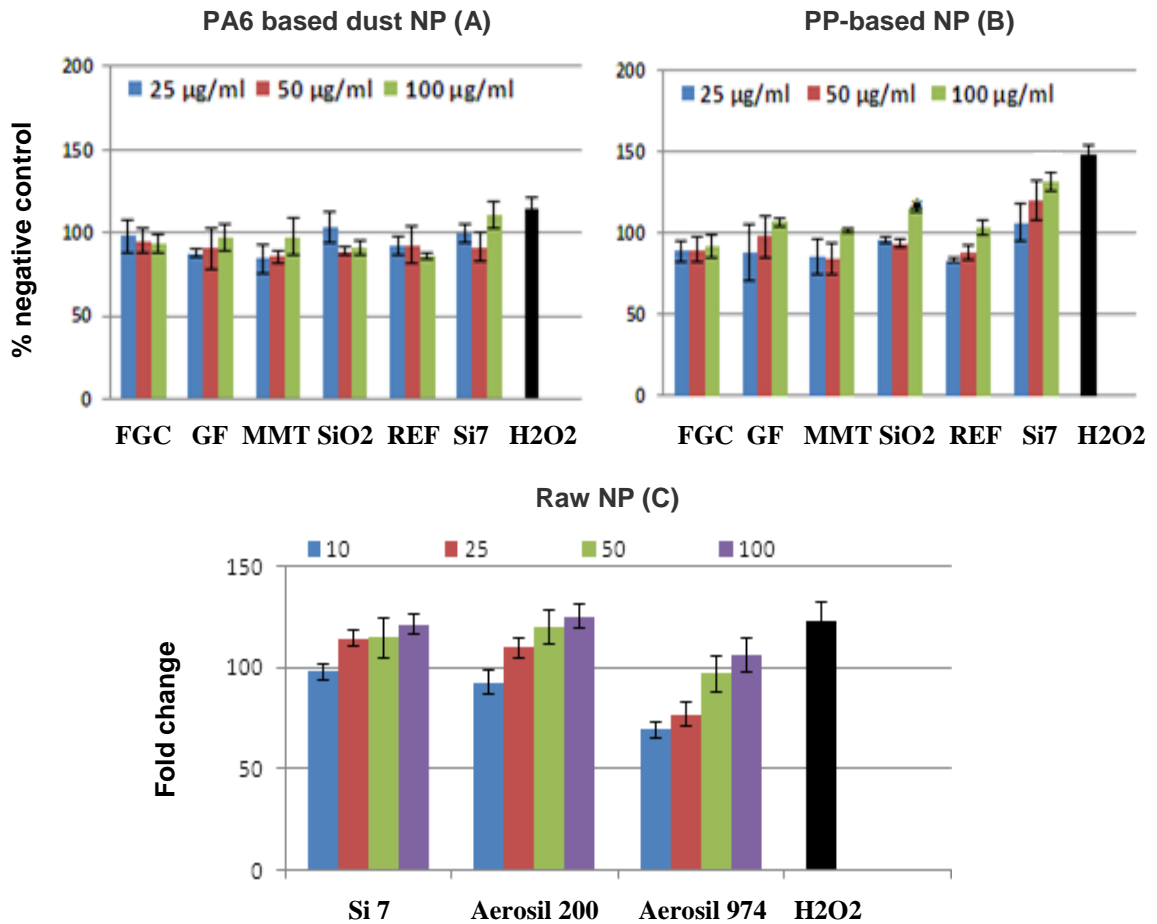 PA6 based dust NP (A)
PP-based NP (B)
% negative control
200
150
100
50
0
25 µg/ml 50 µg/ml 100 µg/ml
FGC GF MMT SiO2 REF Si7 H2O2
200
150
100
50
0
25 µg/ml 50 µg/ml 100 µg/ml
FGC GF MMT SiO2 REF Si7 H2O2
Raw NP (C)
Fold change
10 25 50 100
150
100
50
0
Si 7 Aerosil 200 Aerosil 974 H2O2